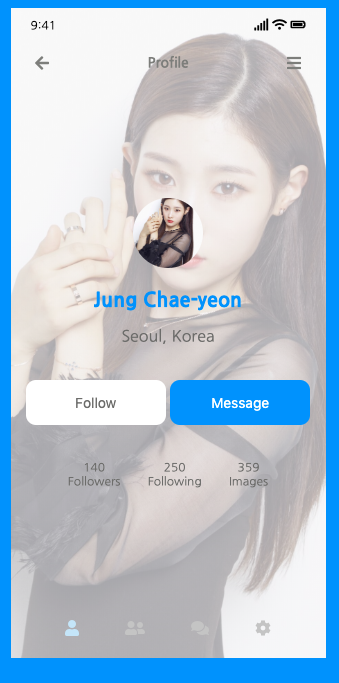 9:41
Profile
Jung Chae-yeon
Seoul, Korea
Follow Message
140 250 359
Followers Following Images